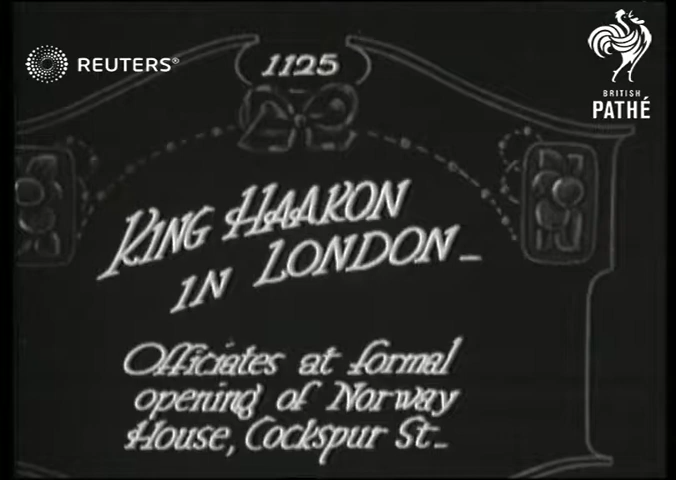 REUTERS®
1125
BRITISH
PATHÉ
KING HAAKON
IN LONDON_
Officiates at formal
opening of Norway
House, Cockspur St_